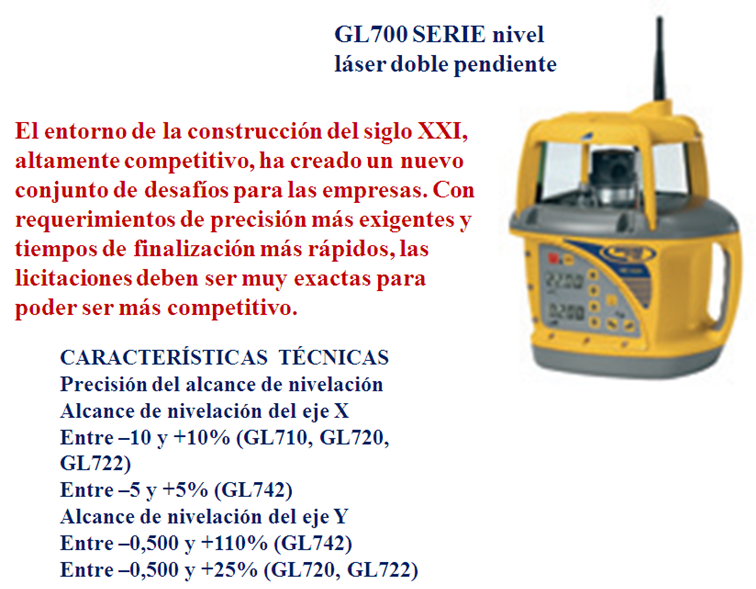 GL700 SERIE nivel
láser doble pendiente
El entorno de la construcción del siglo XXI,
altamente competitivo, ha creado un nuevo
conjunto de desafíos para las empresas. Con
requerimientos de precisión más exigentes y
tiempos de finalización más rápidos, las
licitaciones deben ser muy exactas para
poder ser más competitivo.
CARACTERÍSTICAS TÉCNICAS
Precisión del alcance de nivelación
Alcance de nivelación del eje X
Entre –10 y +10% (GL710, GL720,
GL722)
Entre –5 y +5% (GL742)
Alcance de nivelación del eje Y
Entre –0,500 y +110% (GL742)
Entre –0,500 y +25% (GL720, GL722)